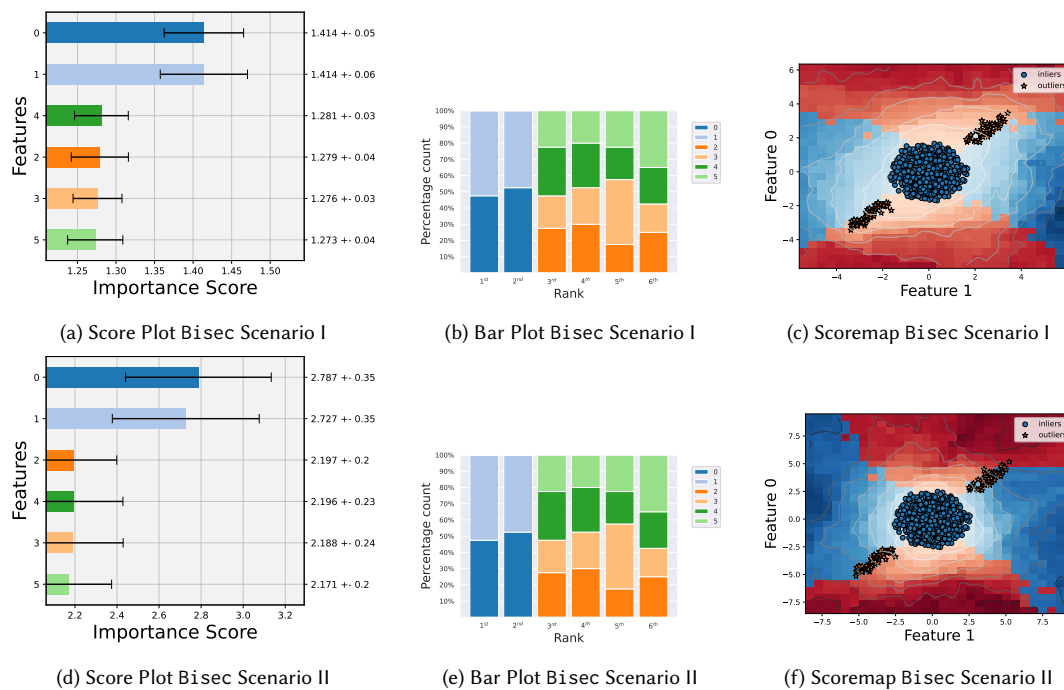 0
1
4
2
3
5
Features
1.414 +- 0.05
1.414 +- 0.06
1.281 +- 0.03
1.279 +- 0.04
1.276 +- 0.03
1.273 +- 0.04
1.25 1.30 1.35 1.40 1.45 1.50
Importance Score
(a) Score Plot Bisec Scenario I
100%
90%
80%
70%
60%
50%
40%
30%
20%
10%
Percentage count
1st 2nd 3rd 4th 5th 6th
Rank
0
1
2
3
4
5
(b) Bar Plot Bisec Scenario I
inliers
outliers
6
4
2
0
−2
−4
Feature 0
−4 −2 0 2 4
Feature 1
(c) Scoremap Bisec Scenario I
0
1
2
4
3
5
Features
2.787 +- 0.35
2.727 +- 0.35
2.197 +- 0.2
2.196 +- 0.23
2.188 +- 0.24
2.171 +- 0.2
2.2 2.4 2.6 2.8 3.0 3.2
Importance Score
(d) Score Plot Bisec Scenario II
100%
90%
80%
70%
60%
50%
40%
30%
20%
10%
Percentage count
1st 2nd 3rd 4th 5th 6th
Rank
0
1
2
3
4
5
(e) Bar Plot Bisec Scenario II
inliers
outliers
7.5
5.0
2.5
0.0
−2.5
−5.0
−7.5
Feature 0
−7.5 −5.0 −2.5 0.0 2.5 5.0 7.5
Feature 1
(f) Scoremap Bisec Scenario II